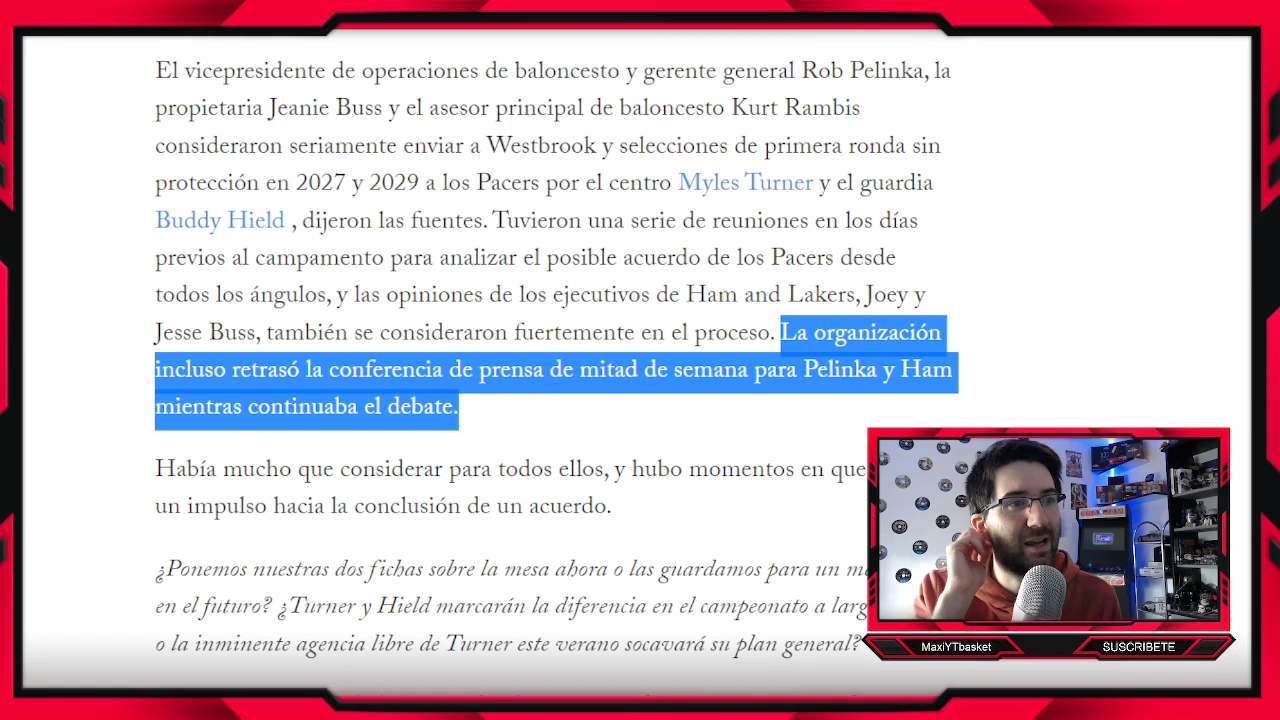 El vicepresidente de operaciones de baloncesto y gerente general Rob Pelinka, la
propietaria Jeanie Buss y el asesor principal de baloncesto Kurt Rambis
consideraron seriamente enviar a Westbrook y selecciones de primera ronda sin
protección en 2027 y 2029 a los Pacers por el centro Myles Turner y el guardia
Buddy Hield , dijeron las fuentes. Tuvieron una serie de reuniones en los días
previos al campamento para analizar el posible acuerdo de los Pacers desde
todos los ángulos, y las opiniones de los ejecutivos de Ham and Lakers, Joey y
Jesse Buss, también se consideraron fuertemente en el proceso. La organización
incluso retrasó la conferencia de prensa de mitad de semana para Pelinka y Ham
mientras continuaba el debate.
Había mucho que considerar para todos ellos, y hubo momentos en que
un impulso hacia la conclusión de un acuerdo.
¿Ponemos nuestras dos fichas sobre la mesa ahora o las guardamos para un
en el futuro? ¿Turner y Hield marcarán la diferencia en el campeonato a
o la inminente agencia libre de Turner este verano socavará su plan general?
MaxiYTbasket
SUSCRIBETE